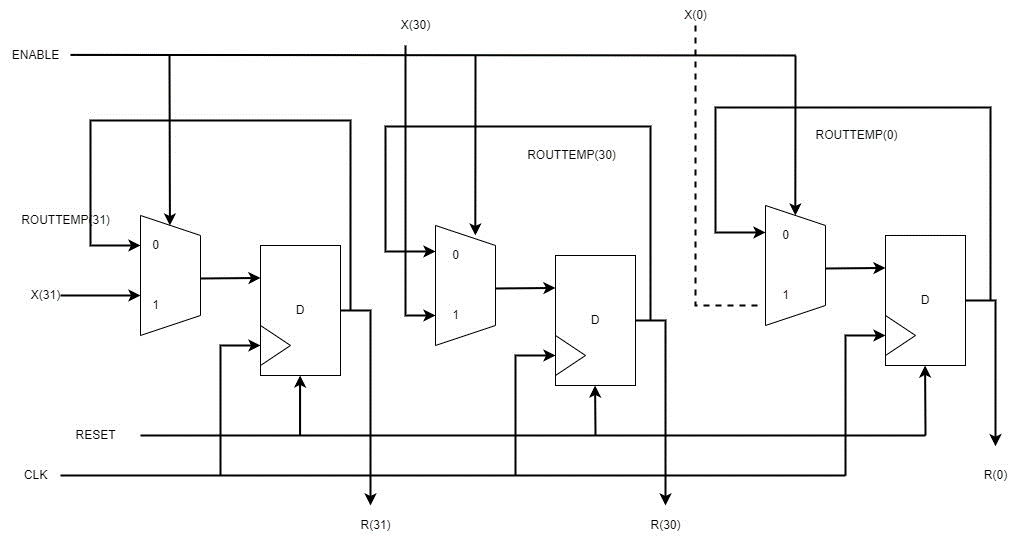 X(0)
X(30)
ENABLE
ROUTTEMP(0)
ROUTTEMP(30)
ROUTTEMP(31)
0
0
0
X(31)
1
1
1
D
D
D
RESET
CLK
R(31)
R(30)
R(0)